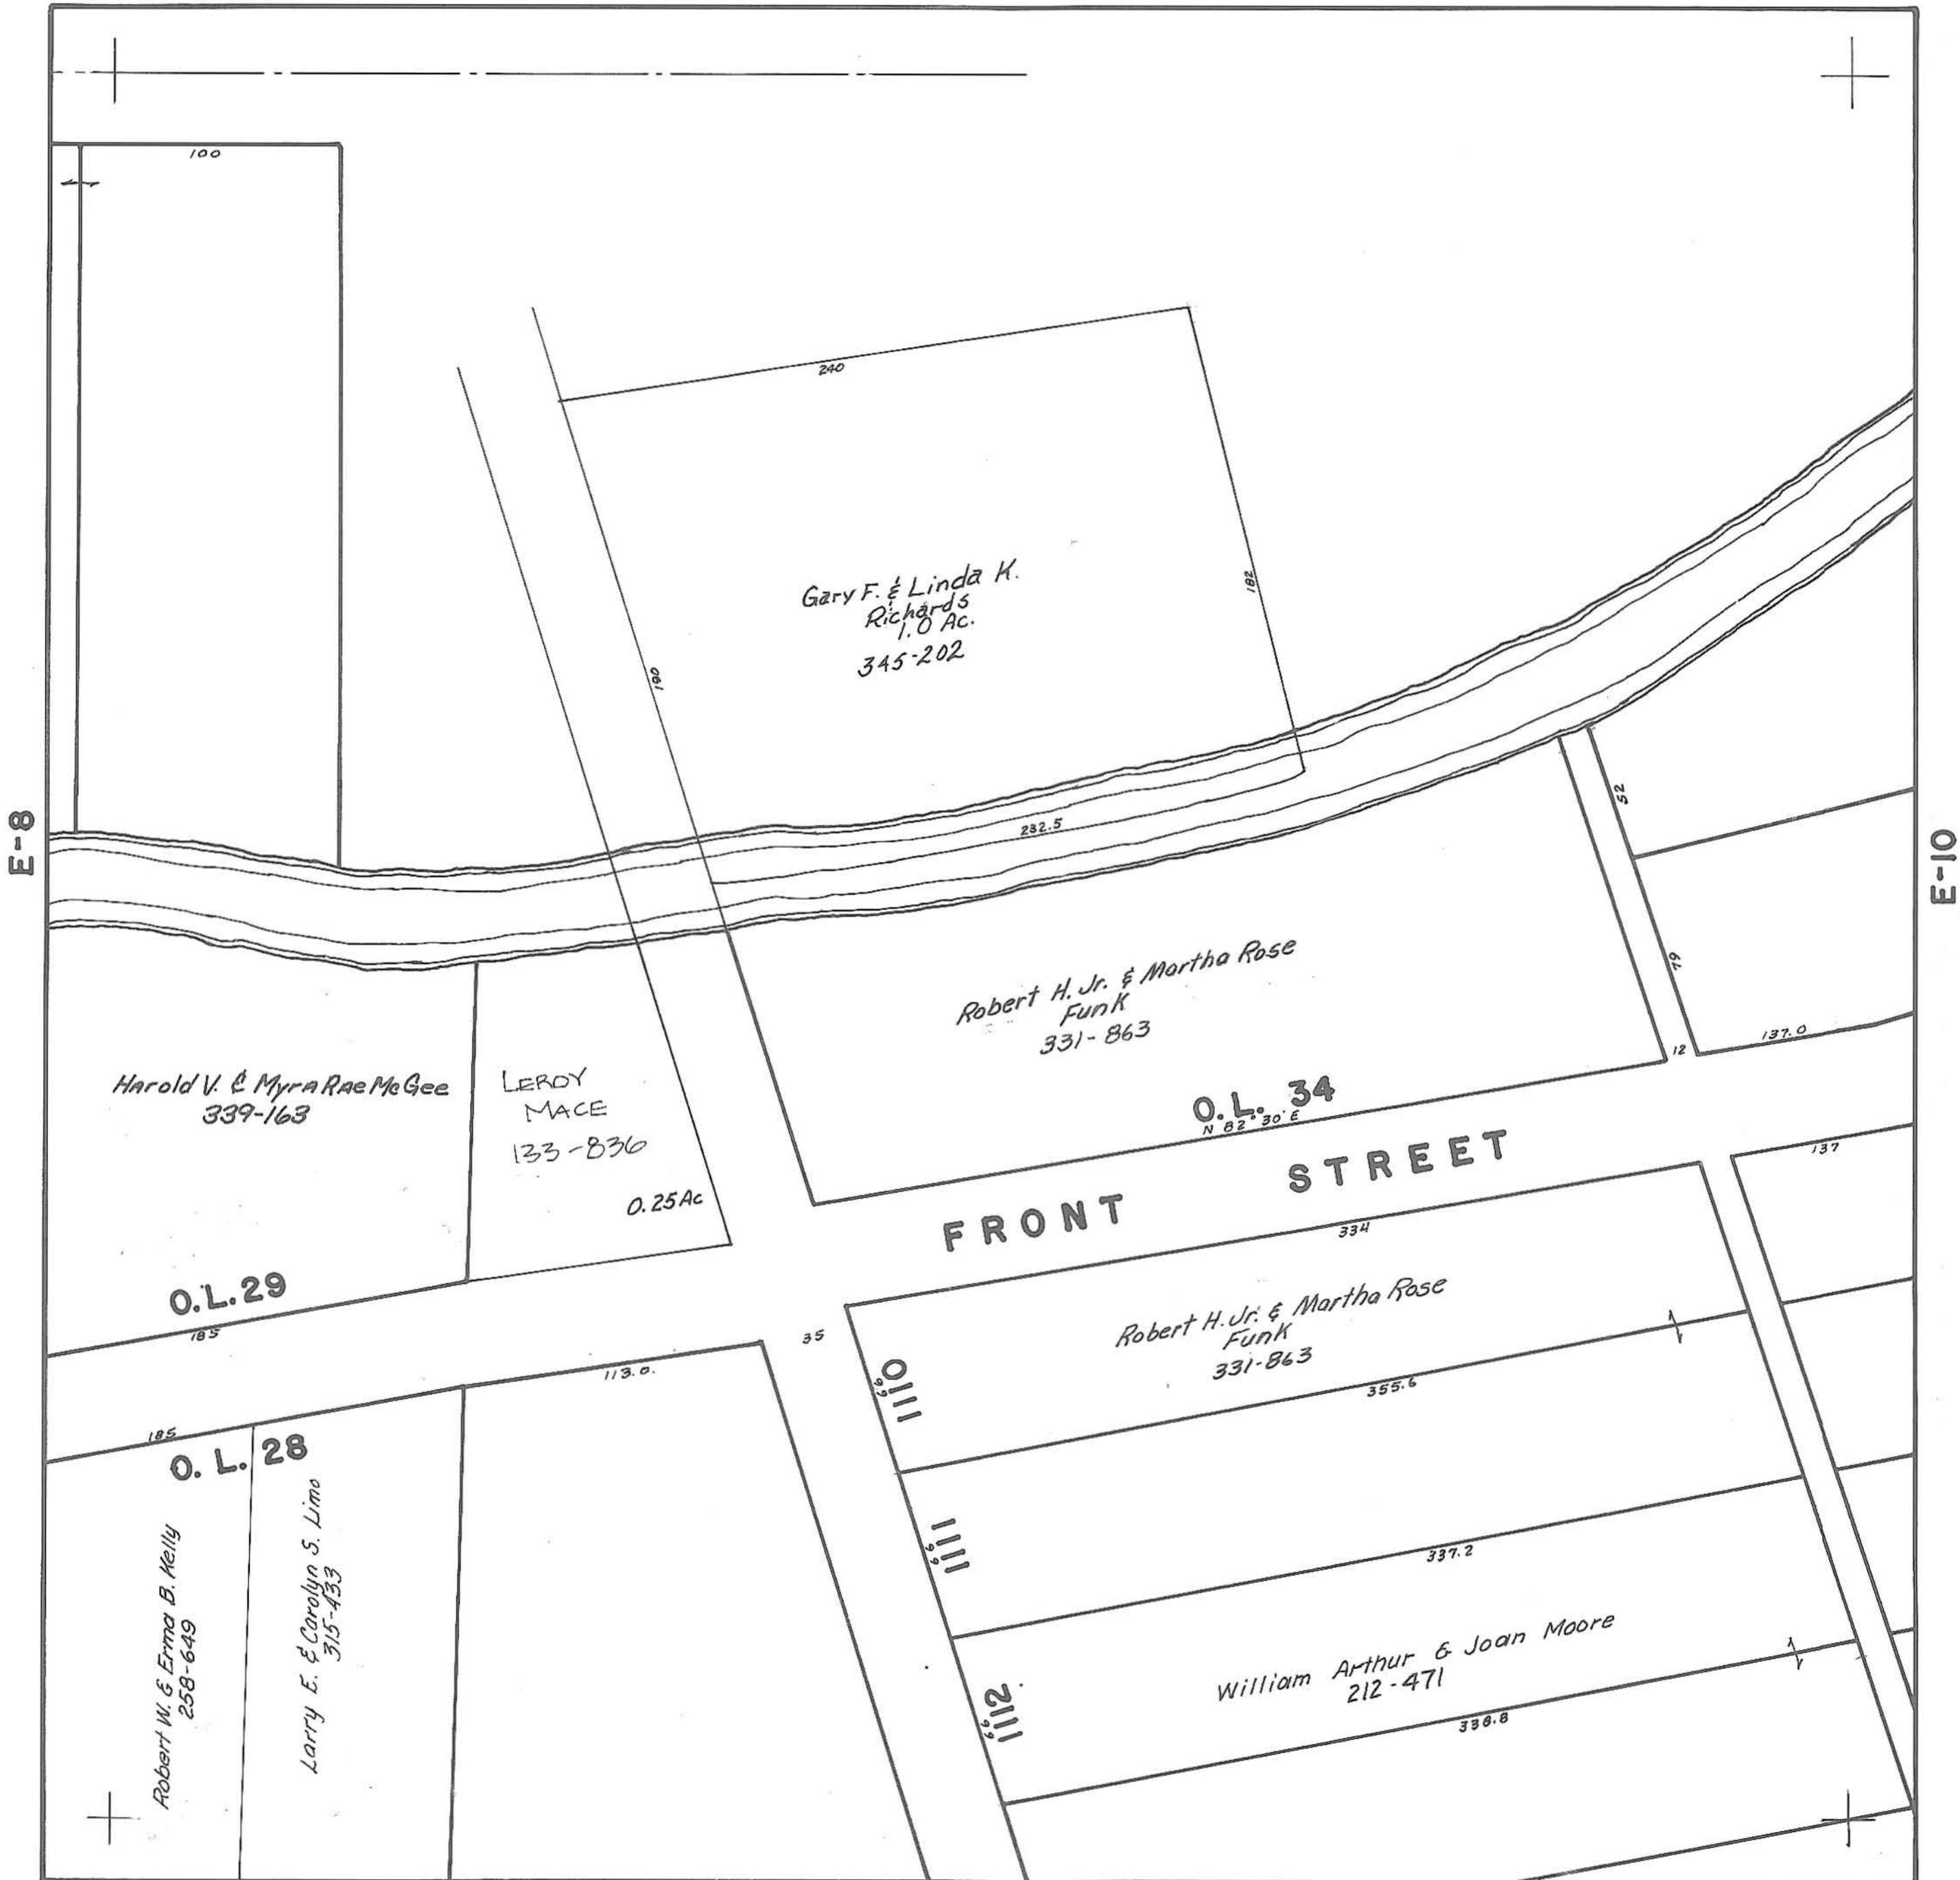 100
240
Gary F. & Linda K.
Richards
1.0 Ac.
345-202
182
190
232.5
E-8
E-10
52
79
Robert H. Jr. & Martha Rose
Funk
331-863
137.0
12
Harold V. & Myra Rae McGee
339-163
LEROY
MACE
133-836
0.25 Ac
O.L. 34
N 82° 30' E
FRONT STREET
137
334
O.L. 29
185
35
Robert H. Jr. & Martha Rose
Funk
331-863
1110
66
355.6
113.0.
185
O. L. 28
Robert W. & Erma B. Kelly
258-649
Larry E. & Carolyn S. Limo
315-433
1111
66
337.2
William Arthur & Joan Moore
212-471
1112
66
338.8